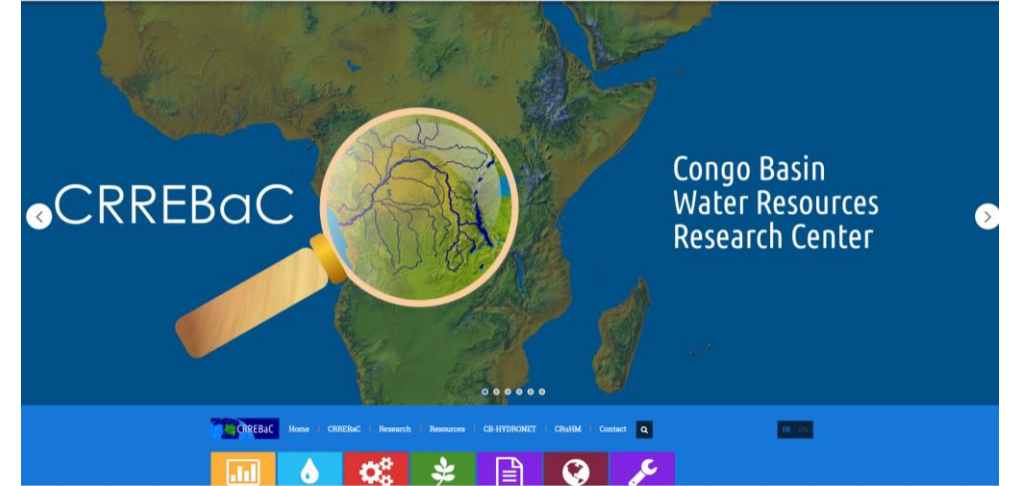 CRREBaC
Congo Basin
Water Resources
Research Center
CRREBaC
Home
CRREBaC
Research
Resources
CB-HYDRONET
CRuHM
Contact
FR
EN